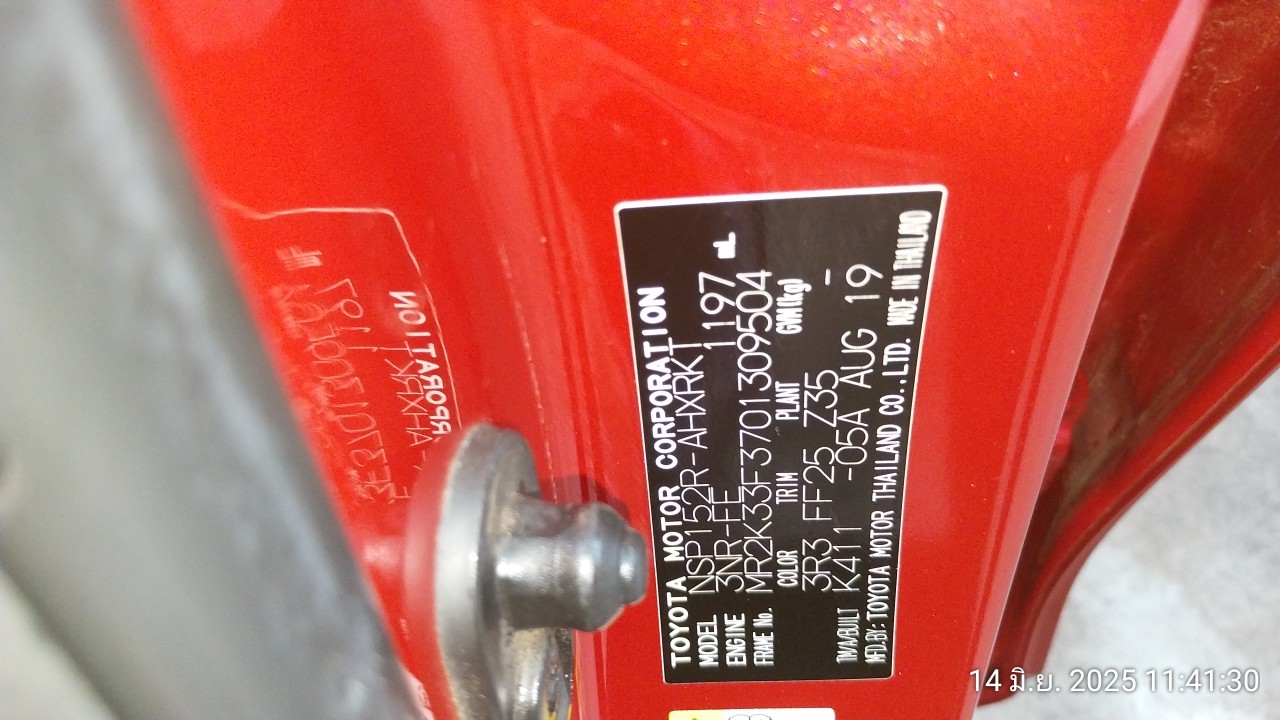 TOYOTA MOTOR CORPORATION
MODEL NSP152R-AHXRKT
ENGINE 3NR-FE 1197 mL
FRAME No. MR2K33F3701309504
COLOR TRIM PLANT GVM(kg)
3R3 FF25 Z35 -
TM/A/BUILT K411 -05A AUG 19
MFD.BY: TOYOTA MOTOR THAILAND CO.,LTD. MADE IN THAILAND
14 มิ.ย. 2025 11:41:30